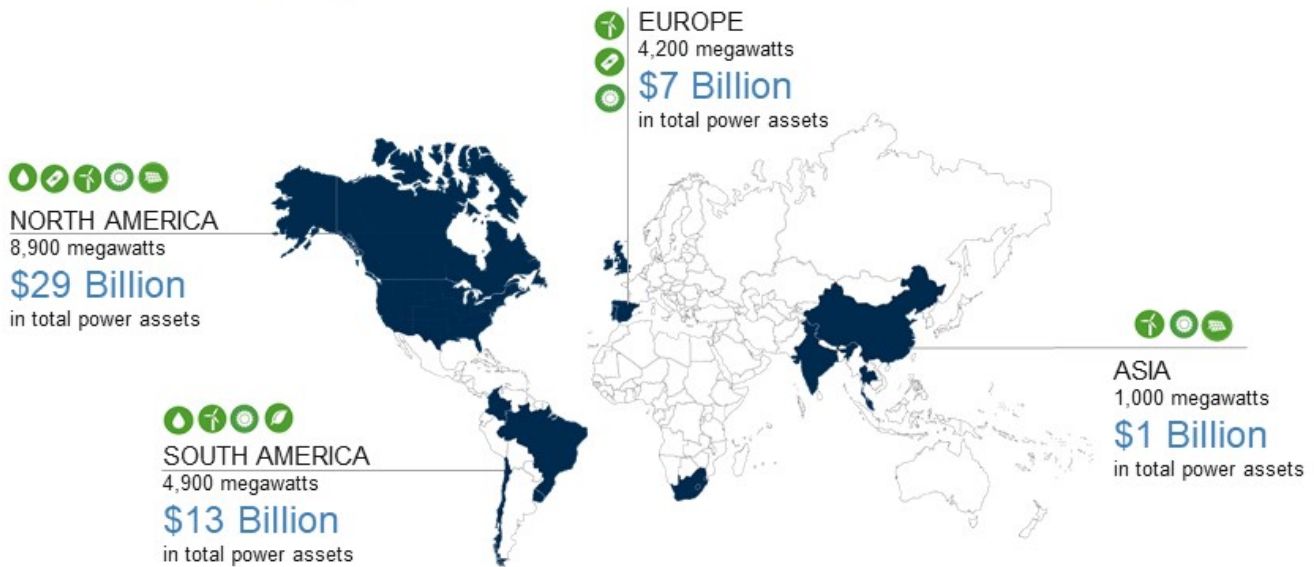 EUROPE
4,200 megawatts
$7 Billion
in total power assets
NORTH AMERICA
8,900 megawatts
$29 Billion
in total power assets
ASIA
1,000 megawatts
$1 Billion
in total power assets
SOUTH AMERICA
4,900 megawatts
$13 Billion
in total power assets